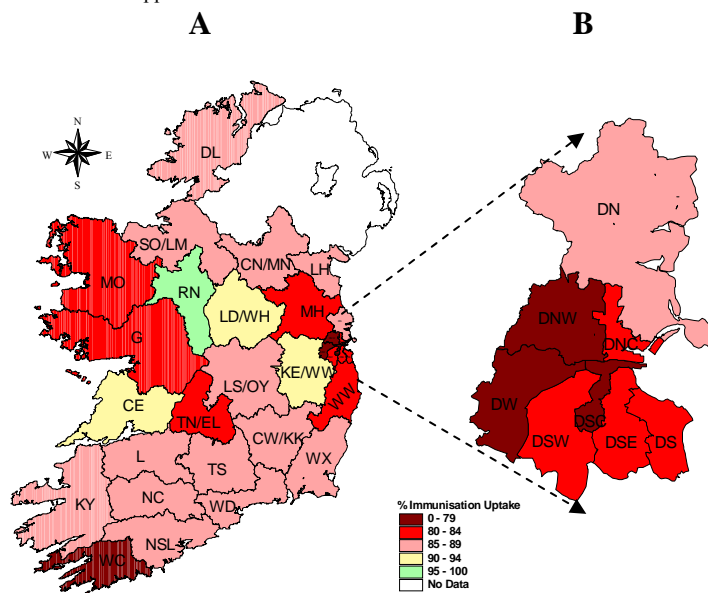 A
B
N
W E
S
DL
SO/LM
CN/MN
LH
MO
RN
LD/WH
MH
G
KE/WW
LS/OY
WW
CE
TN/EL
CW/KK
L
TS
WX
KY
NC
WD
NSL
WC
DN
DNW
DNC
DW
DSC
DSW
DSE
DS
% Immunisation Uptake
0 - 79
80 - 84
85 - 89
90 - 94
95 - 100
No Data